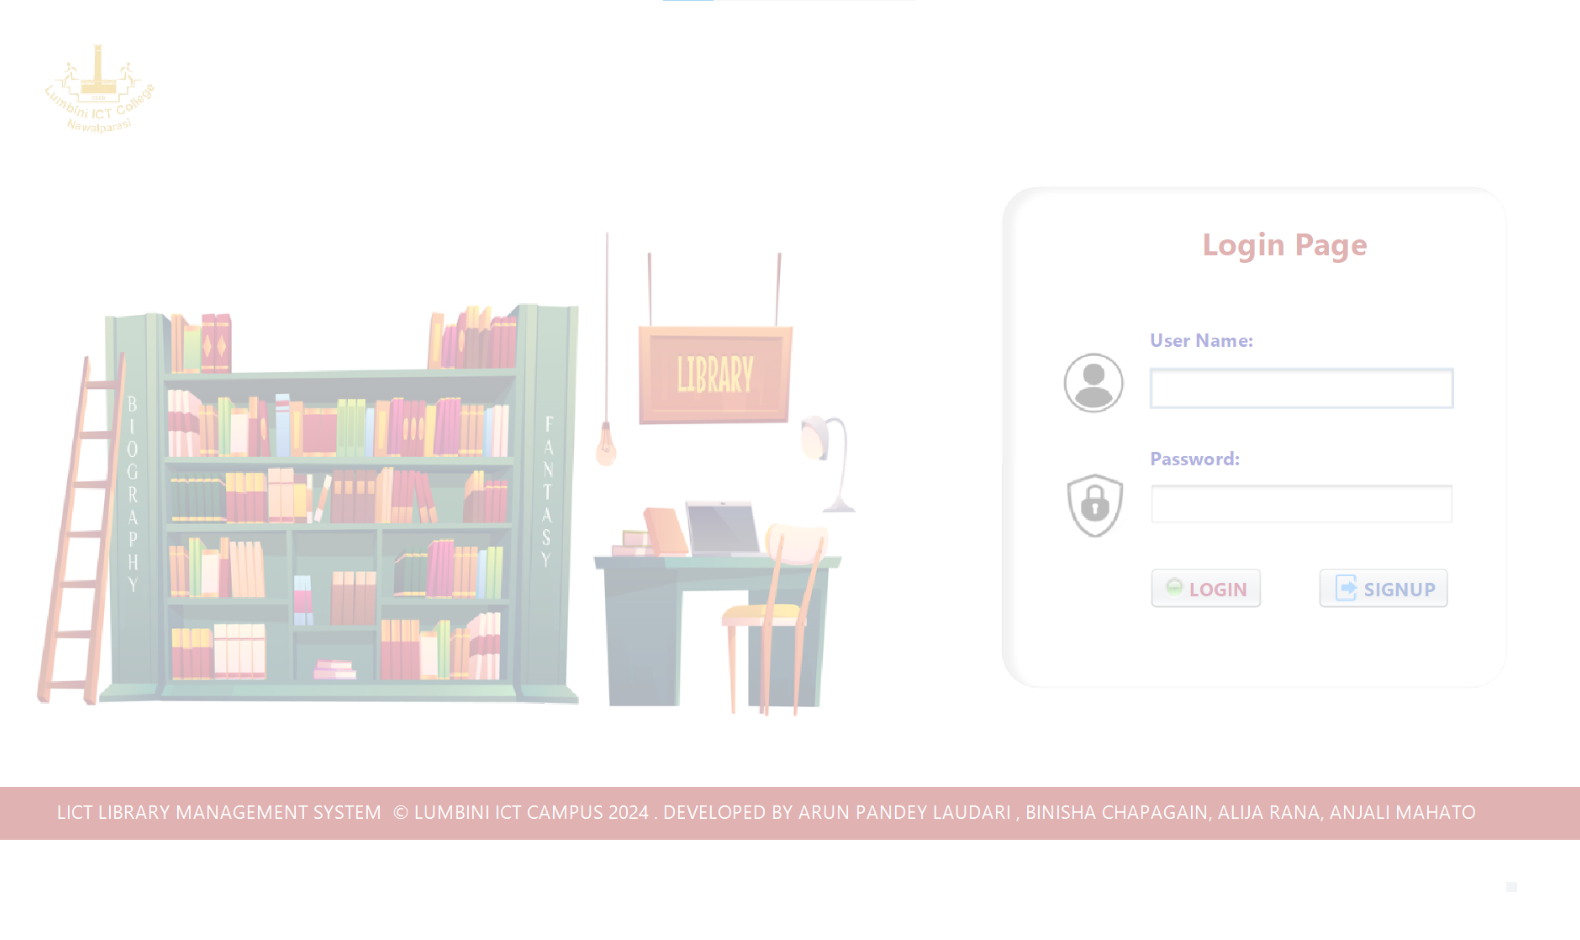 Lumbini ICT College
Nawalparasi
Login Page
LIBRARY
BIOGRAPHY
FANTASY
User Name:
Password:
LOGIN
SIGNUP
LICT LIBRARY MANAGEMENT SYSTEM © LUMBINI ICT CAMPUS 2024 . DEVELOPED BY ARUN PANDEY LAUDARI , BINISHA CHAPAGAIN, ALIJA RANA, ANJALI MAHATO